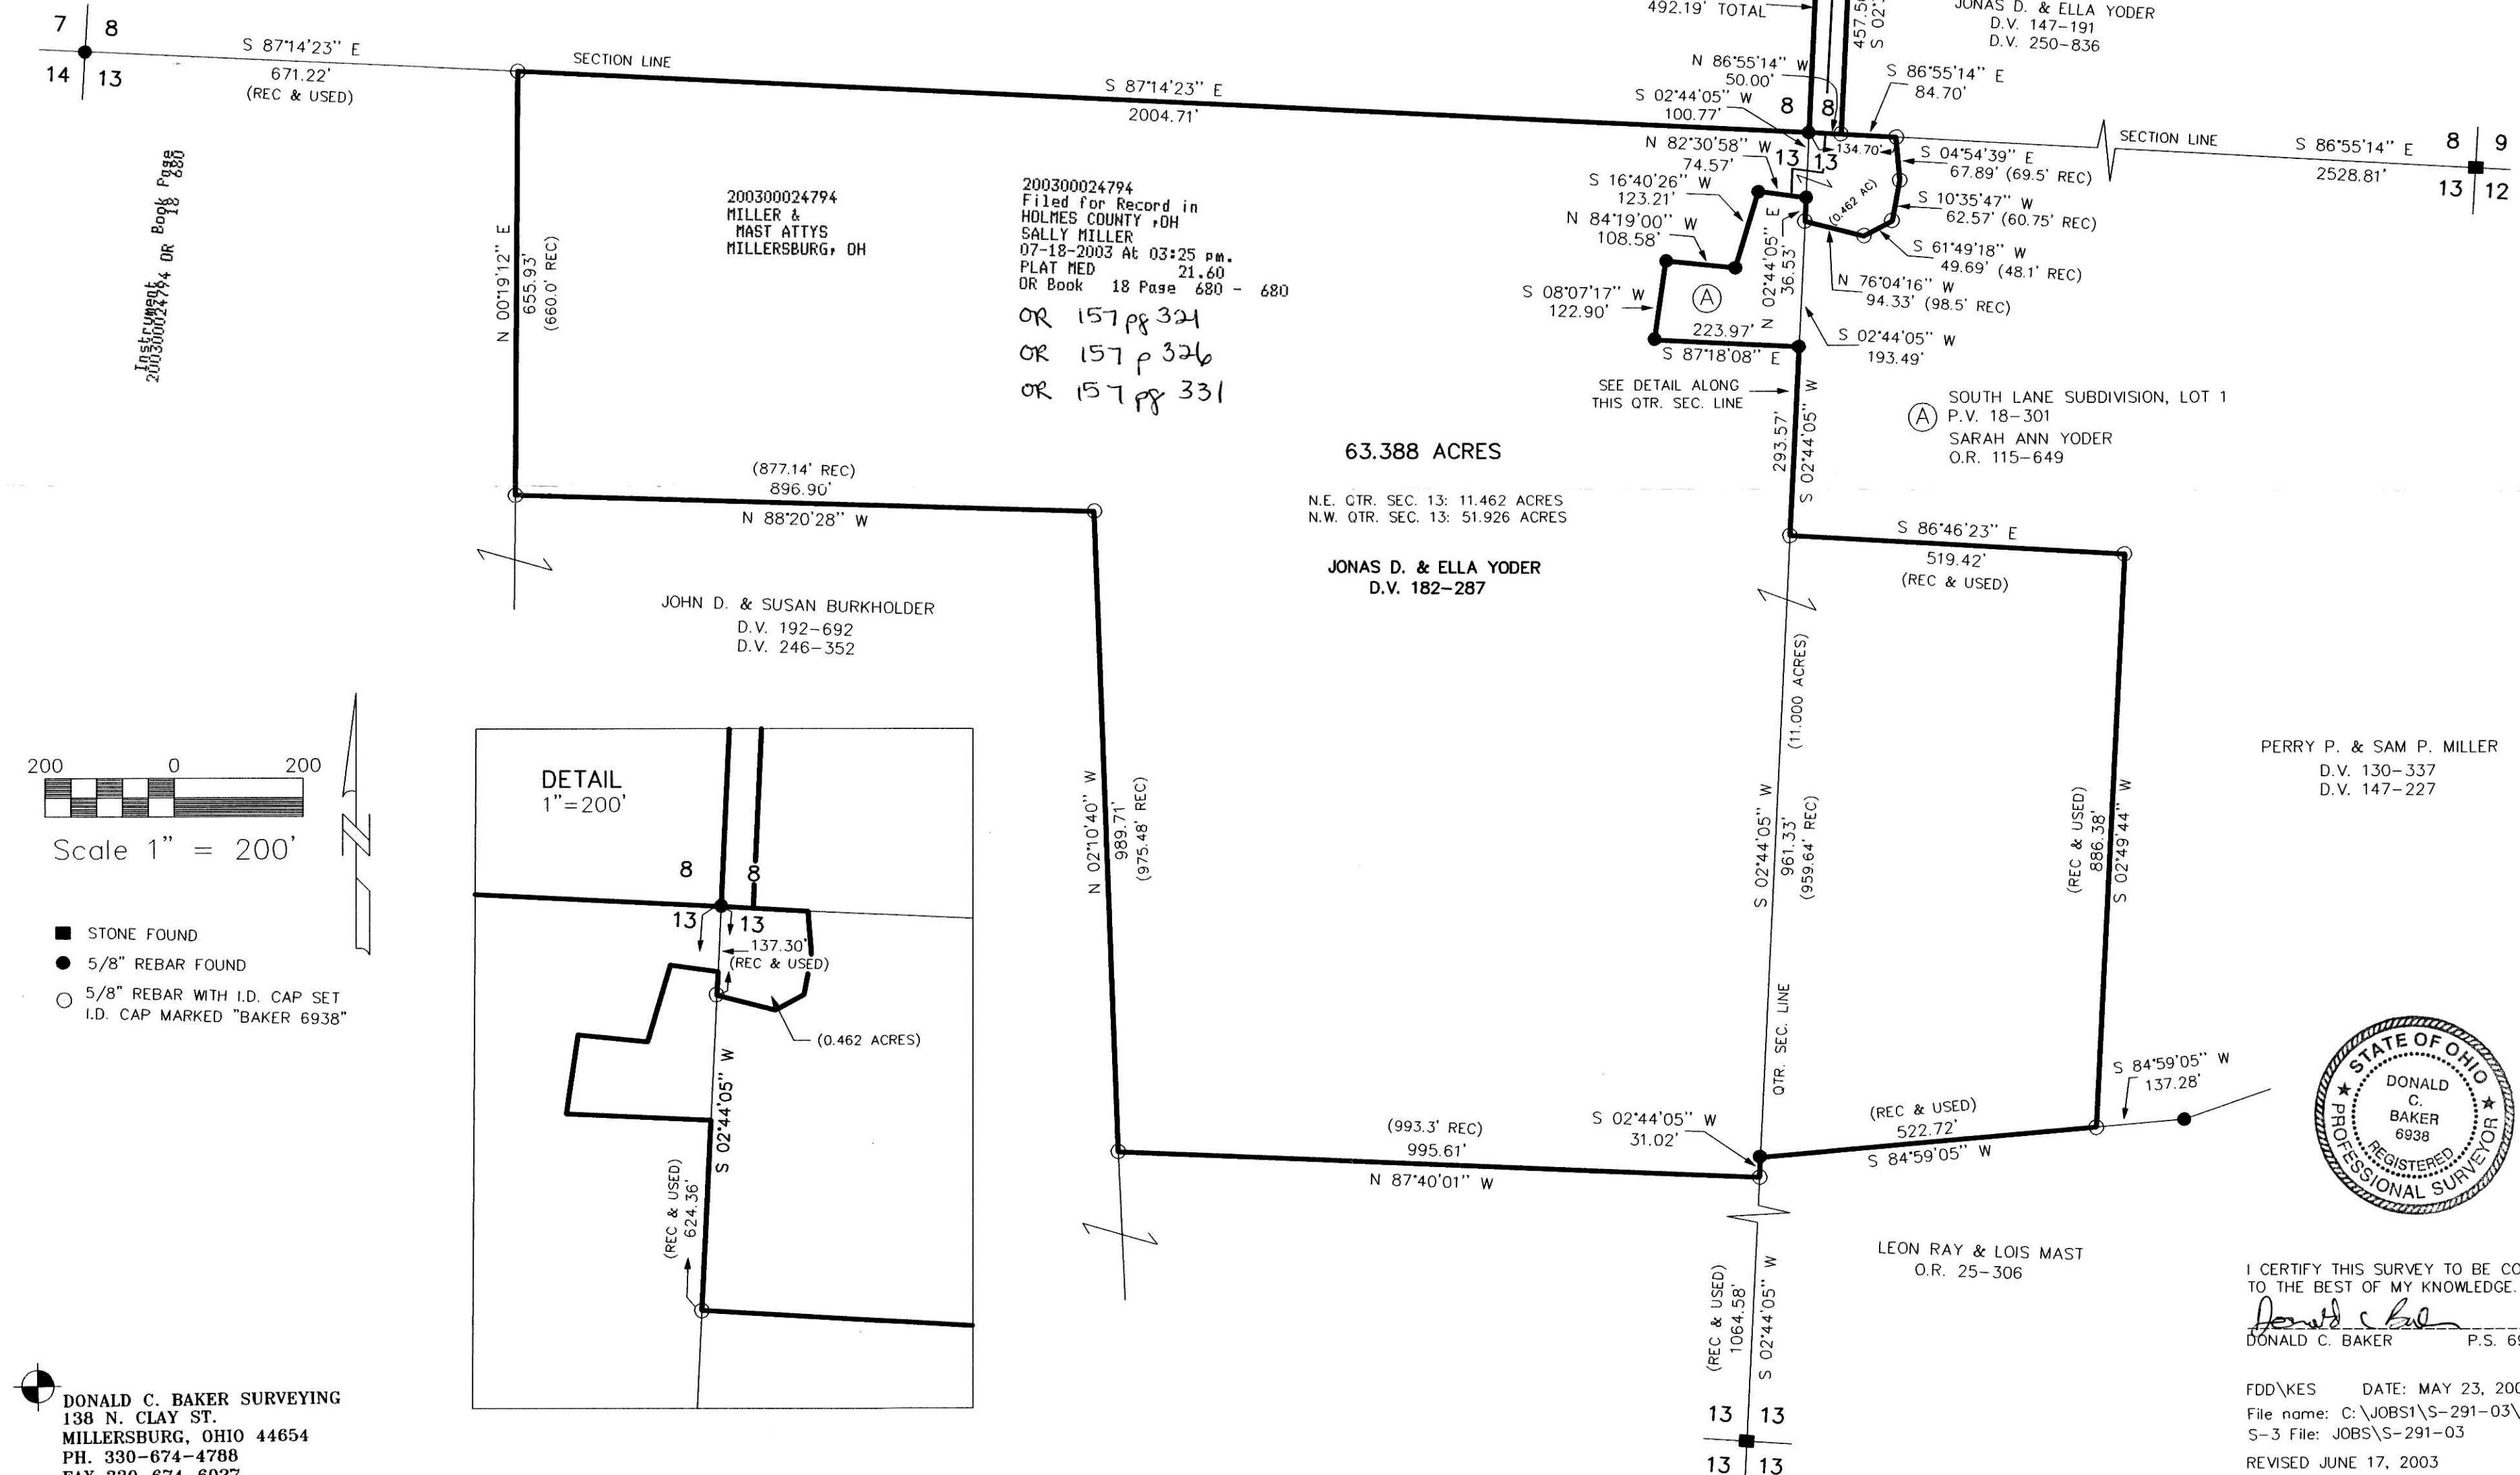 7 8
14 13
S 87°14'23" E
671.22'
(REC & USED)
SECTION LINE
S 87°14'23" E
2004.71'
492.19' TOTAL
457.50
JONAS D. & ELLA YODER
D.V. 147-191
D.V. 250-836
N 86°55'14" W
50.00'
S 86°55'14" E
84.70'
S 02°44'05" W
100.77'
8 8
13 13
134.70'
N 82°30'58" W
74.57'
S 16°40'26" W
123.21'
N 84°19'00" W
108.58'
S 08°07'17" W
122.90'
223.97'
S 87°18'08" E
A
N 02°44'05" E
36.53'
(0.462 AC)
S 04°54'39" E
67.89' (69.5' REC)
S 10°35'47" W
62.57' (60.75' REC)
S 61°49'18" W
49.69' (48.1' REC)
N 76°04'16" W
94.33' (98.5' REC)
S 02°44'05" W
193.49'
SECTION LINE
S 86°55'14" E
2528.81'
8 9
13 12
Instrument Book Page
200300024794 OR 18 680
N 00°19'12" E
655.93'
(660.0' REC)
200300024794
MILLER &
MAST ATTYS
MILLERSBURG, OH
200300024794
Filed for Record in
HOLMES COUNTY ,OH
SALLY MILLER
07-18-2003 At 03:25 pm.
PLAT MED 21.60
OR Book 18 Page 680 - 680
OR 157 pg 321
OR 157 p 326
OR 157 pg 331
SEE DETAIL ALONG
THIS QTR. SEC. LINE
293.57'
S 02°44'05" W
A
SOUTH LANE SUBDIVISION, LOT 1
P.V. 18-301
SARAH ANN YODER
O.R. 115-649
63.388 ACRES
N.E. QTR. SEC. 13: 11.462 ACRES
N.W. QTR. SEC. 13: 51.926 ACRES
JONAS D. & ELLA YODER
D.V. 182-287
(877.14' REC)
896.90'
N 88°20'28" W
JOHN D. & SUSAN BURKHOLDER
D.V. 192-692
D.V. 246-352
S 86°46'23" E
519.42'
(REC & USED)
(11.000 ACRES)
S 02°44'05" W
961.33'
(959.64' REC)
QTR. SEC. LINE
(REC & USED)
886.38'
S 02°49'44" W
PERRY P. & SAM P. MILLER
D.V. 130-337
D.V. 147-227
N 02°10'40" W
989.71'
(975.48' REC)
200 0 200
Scale 1" = 200'
N
STONE FOUND
5/8" REBAR FOUND
5/8" REBAR WITH I.D. CAP SET
I.D. CAP MARKED "BAKER 6938"
DETAIL
1"=200'
8 8
13 13
137.30'
(REC & USED)
(0.462 ACRES)
S 02°44'05" W
(REC & USED)
624.36'
(993.3' REC)
995.61'
N 87°40'01" W
S 02°44'05" W
31.02'
(REC & USED)
522.72'
S 84°59'05" W
S 84°59'05" W
137.28'
STATE OF OHIO
DONALD
C.
BAKER
6938
REGISTERED
PROFESSIONAL SURVEYOR
LEON RAY & LOIS MAST
O.R. 25-306
(REC & USED)
1064.58'
S 02°44'05" W
13 13
13 13
I CERTIFY THIS SURVEY TO BE CO
TO THE BEST OF MY KNOWLEDGE.
Donald C Baker
DONALD C. BAKER P.S. 69
FDD\KES DATE: MAY 23, 200
File name: C:\JOBS1\S-291-03\
S-3 File: JOBS\S-291-03
REVISED JUNE 17, 2003
DONALD C. BAKER SURVEYING
138 N. CLAY ST.
MILLERSBURG, OHIO 44654
PH. 330-674-4788
FAX 330-674-6027